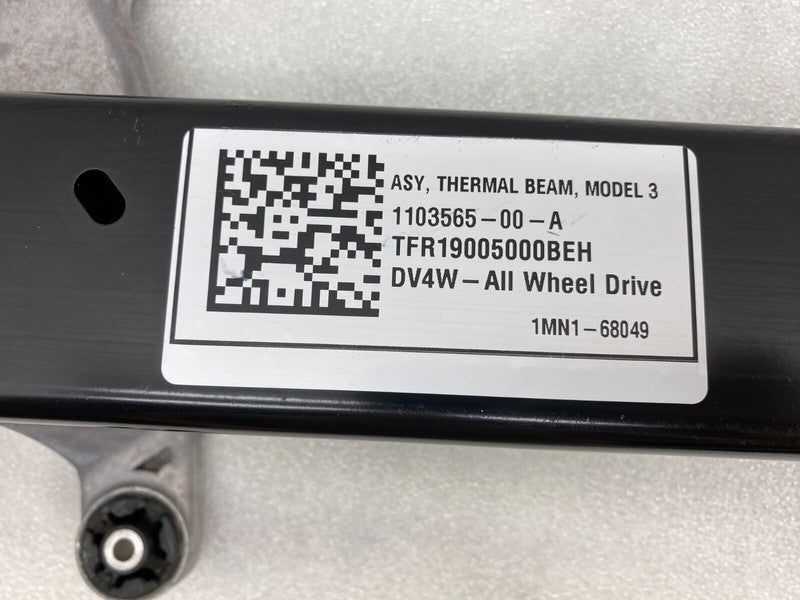 ASY, THERMAL BEAM, MODEL 3
1103565-00-A
TFR19005000BEH
DV4W-All Wheel Drive
1MN1-68049